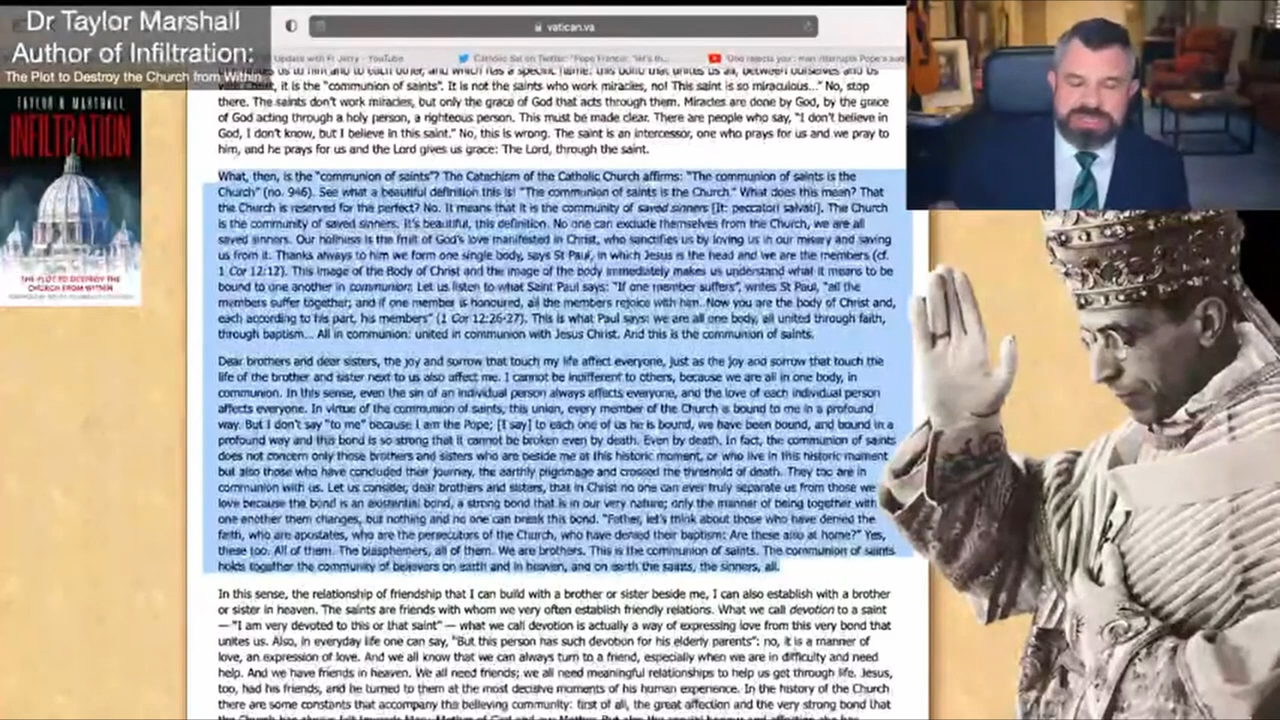 Dr Taylor Marshall
Author of Infiltration:
The Plot to Destroy the Church from Within
TAYLOR R MARSHALL
INFILTRATION
THE PLOT TO DESTROY THE
CHURCH FROM WITHIN
vatican.va
Update with Fr Jerry - YouTube
Catholic Sat on Twitter: "Pope Francis: "let's th...
"God rejects you": man interrupts Pope's aud
us to him and to each other, and which has a specific name: this bond that unites us all, between ourselves and us
with Christ, it is the "communion of saints". It is not the saints who work miracles, no! This saint is so miraculous..." No, stop
there. The saints don't work miracles, but only the grace of God that acts through them. Miracles are done by God, by the grace
of God acting through a holy person, a righteous person. This must be made clear. There are people who say, "I don't believe in
God, I don't know, but I believe in this saint." No, this is wrong. The saint is an intercessor, one who prays for us and we pray to
him, and he prays for us and the Lord gives us grace: The Lord, through the saint.
What, then, is the "communion of saints"? The Catechism of the Catholic Church affirms: "The communion of saints is the
Church" (no. 946). See what a beautiful definition this is! "The communion of saints is the Church." What does this mean? That
the Church is reserved for the perfect? No. It means that it is the community of saved sinners [It: peccatori salvati]. The Church
is the community of saved sinners. It's beautiful, this definition. No one can exclude themselves from the Church, we are all
saved sinners. Our holiness is the fruit of God's love manifested in Christ, who sanctifies us by loving us in our misery and saving
us from it. Thanks always to him we form one single body, says St Paul, in which Jesus is the head and we are the members (cf.
1 Cor 12:12). This image of the Body of Christ and the image of the body immediately makes us understand what it means to be
bound to one another in communion: Let us listen to what Saint Paul says: "If one member suffers", writes St Paul, "all the
members suffer together; and if one member is honoured, all the members rejoice with him. Now you are the body of Christ and,
each according to his part, his members" (1 Cor 12:26-27). This is what Paul says: we are all one body, all united through faith,
through baptism... All in communion: united in communion with Jesus Christ. And this is the communion of saints.
Dear brothers and dear sisters, the joy and sorrow that touch my life affect everyone, just as the joy and sorrow that touch the
life of the brother and sister next to us also affect me. I cannot be indifferent to others, because we are all in one body, in
communion. In this sense, even the sin of an individual person always affects everyone, and the love of each individual person
affects everyone. In virtue of the communion of saints, this union, every member of the Church is bound to me in a profound
way. But I don't say "to me" because I am the Pope; [I say] to each one of us he is bound, we have been bound, and bound in a
profound way and this bond is so strong that it cannot be broken even by death. Even by death. In fact, the communion of saints
does not concern only those brothers and sisters who are beside me at this historic moment, or who live in this historic moment
but also those who have concluded their journey, the earthly pilgrimage and crossed the threshold of death. They too are in
communion with us. Let us consider, dear brothers and sisters, that in Christ no one can ever truly separate us from those we
love because the bond is an existential bond, a strong bond that is in our very nature; only the manner of being together with
one another them changes, but nothing and no one can break this bond. "Father, let's think about those who have denied the
faith, who are apostates, who are the persecutors of the Church, who have denied their baptism: Are these also at home?" Yes,
these too. All of them. The blasphemers, all of them. We are brothers. This is the communion of saints. The communion of saints
holds together the community of believers on earth and in heaven, and on earth the saints, the sinners, all.
In this sense, the relationship of friendship that I can build with a brother or sister beside me, I can also establish with a brother
or sister in heaven. The saints are friends with whom we very often establish friendly relations. What we call devotion to a saint
— "I am very devoted to this or that saint" — what we call devotion is actually a way of expressing love from this very bond that
unites us. Also, in everyday life one can say, "But this person has such devotion for his elderly parents": no, it is a manner of
love, an expression of love. And we all know that we can always turn to a friend, especially when we are in difficulty and need
help. And we have friends in heaven. We all need friends; we all need meaningful relationships to help us get through life. Jesus,
too, had his friends, and he turned to them at the most decisive moments of his human experience. In the history of the Church
there are some constants that accompany the believing community: first of all, the great affection and the very strong bond that
the Church has always felt towards Mary, Mother of God and our Mother. But also the special honour and affection she has